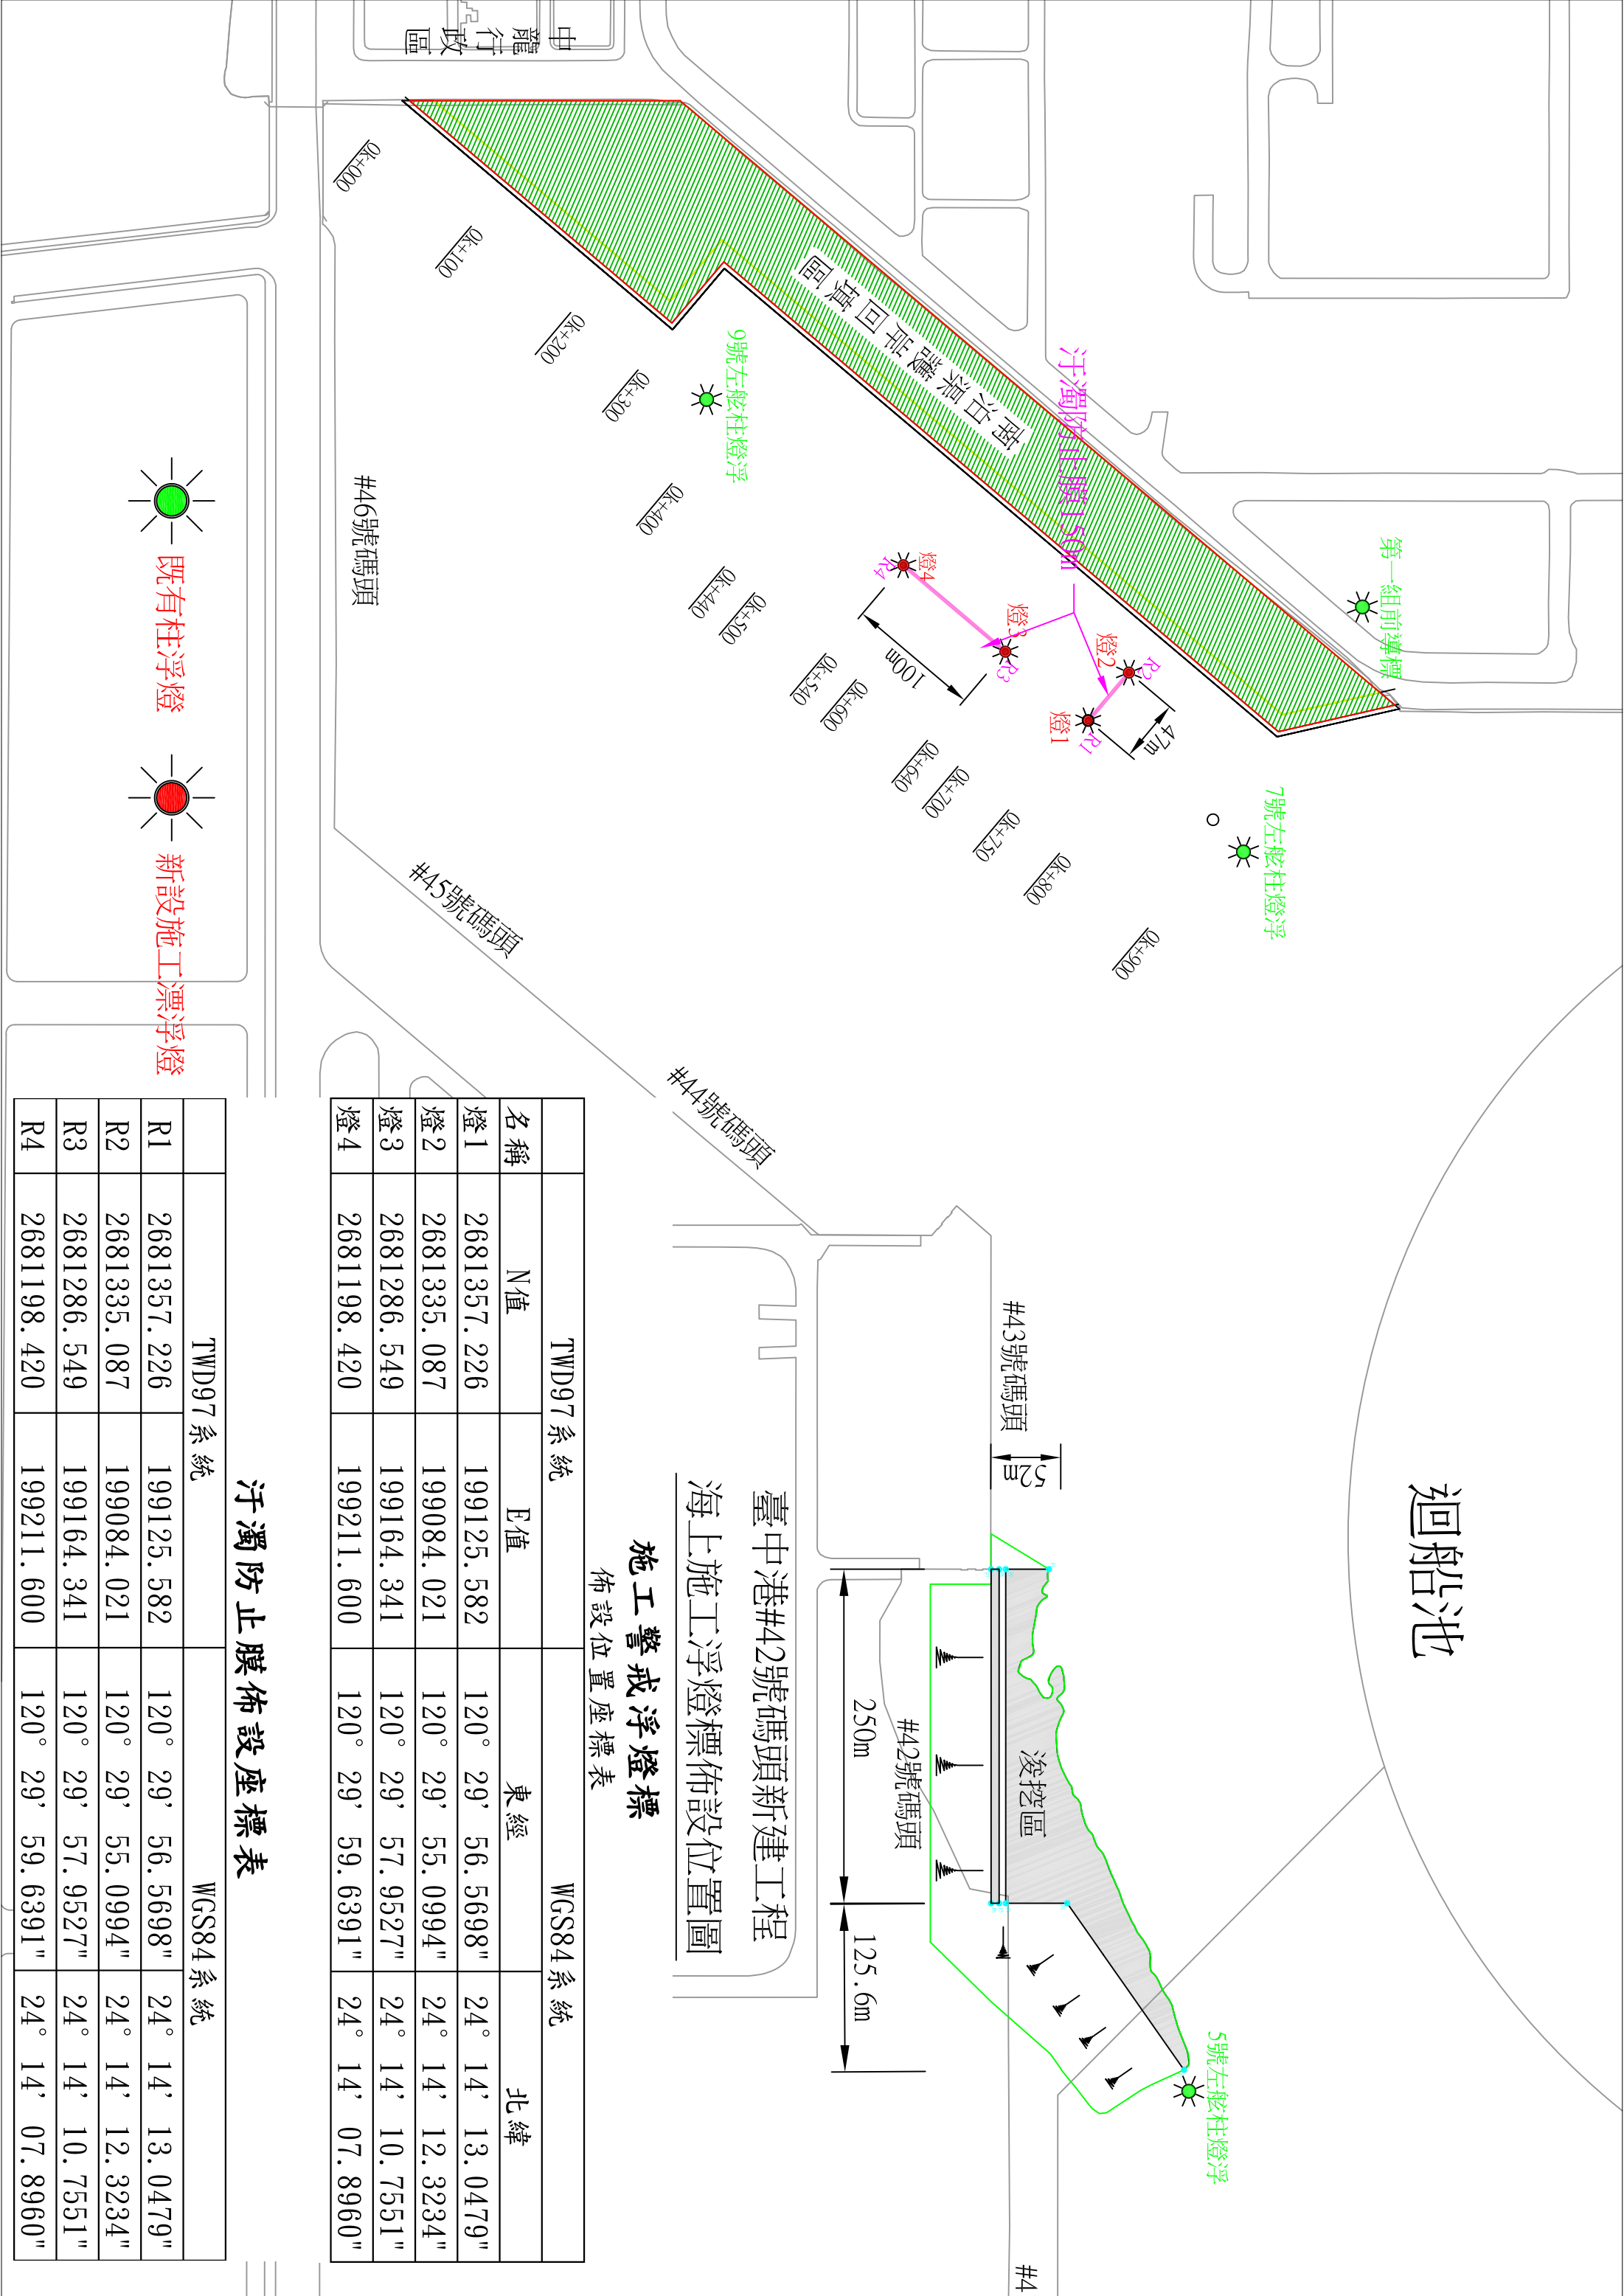 中龍行政區
0k+000
0k+100
0k+200
0k+300
0k+400
0k+440
0k+500
0k+540
0k+600
0k+640
0k+700
0k+750
0k+800
0k+900
海沉渠
回填區
汙濁防止膜150m
9號左舷柱燈浮
第一組前導標
7號左舷柱燈浮
5號左舷柱燈浮
燈4
R4
燈3
R3
燈2
R2
燈1
R1
100m
47m
#46號碼頭
#45號碼頭
#44號碼頭
#43號碼頭
#42號碼頭
#4
52m
250m
125.6m
浚挖區
迴船池
既有柱浮燈
新設施工漂浮燈
臺中港#42號碼頭新建工程
海上施工浮燈標佈設位置圖
施工警戒浮燈標
佈設位置座標表
TWD97系統 WGS84系統
名稱 N值 E值 東經 北緯
燈1 2681357.226 199125.582 120° 29' 56.5698" 24° 14' 13.0479"
燈2 2681335.087 199084.021 120° 29' 55.0994" 24° 14' 12.3234"
燈3 2681286.549 199164.341 120° 29' 57.9527" 24° 14' 10.7551"
燈4 2681198.420 199211.600 120° 29' 59.6391" 24° 14' 07.8960"
汙濁防止膜佈設座標表
TWD97系統 WGS84系統
R1 2681357.226 199125.582 120° 29' 56.5698" 24° 14' 13.0479"
R2 2681335.087 199084.021 120° 29' 55.0994" 24° 14' 12.3234"
R3 2681286.549 199164.341 120° 29' 57.9527" 24° 14' 10.7551"
R4 2681198.420 199211.600 120° 29' 59.6391" 24° 14' 07.8960"